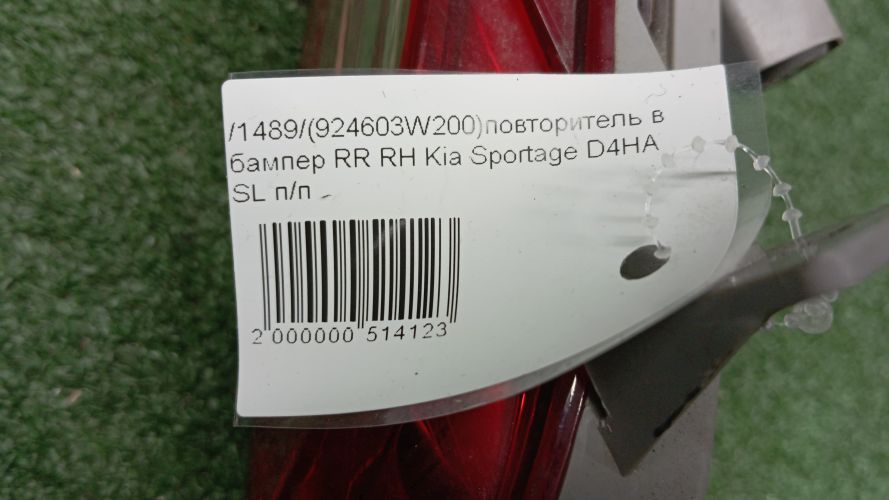 /1489/(924603W200)повторитель в
бампер RR RH Kia Sportage D4HA
SL п/п
2 000000 514123